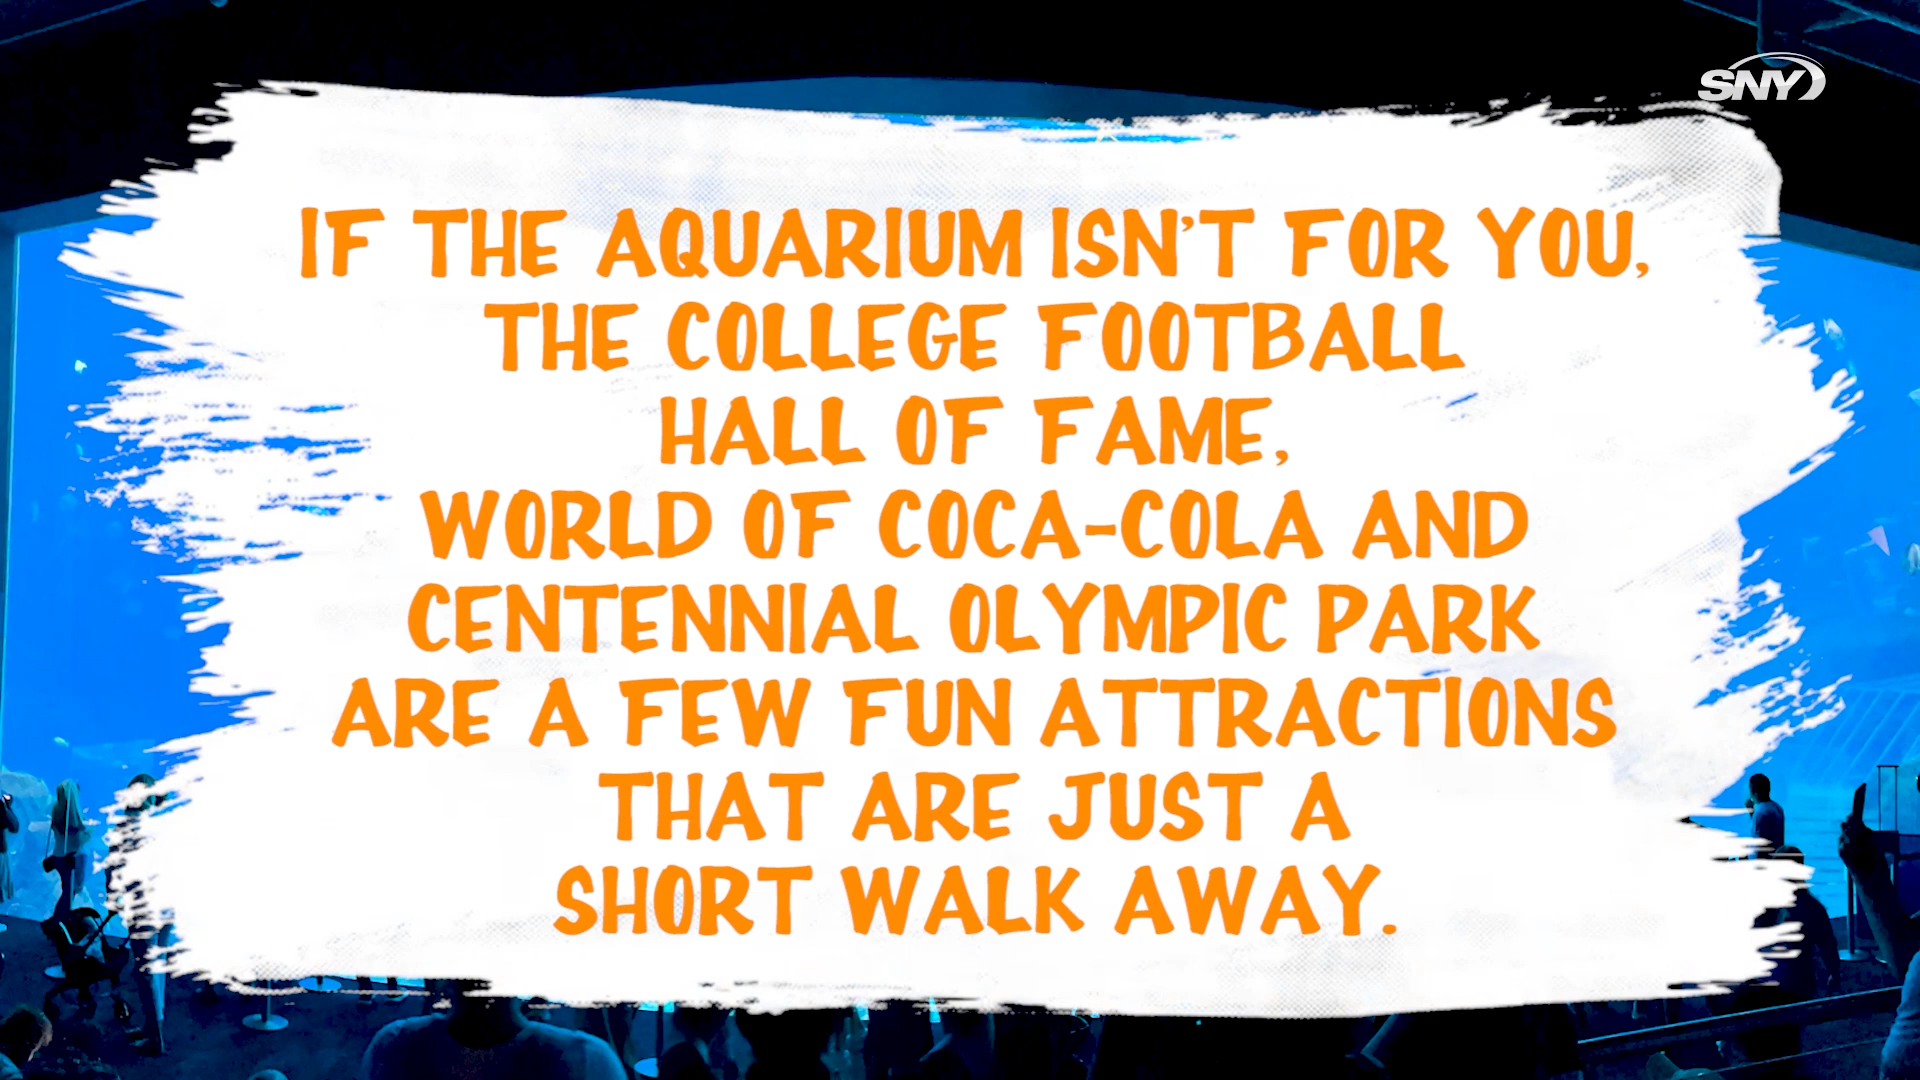 SNY
IF THE AQUARIUM ISN'T FOR YOU,
THE COLLEGE FOOTBALL
HALL OF FAME,
WORLD OF COCA-COLA AND
CENTENNIAL OLYMPIC PARK
ARE A FEW FUN ATTRACTIONS
THAT ARE JUST A
SHORT WALK AWAY.